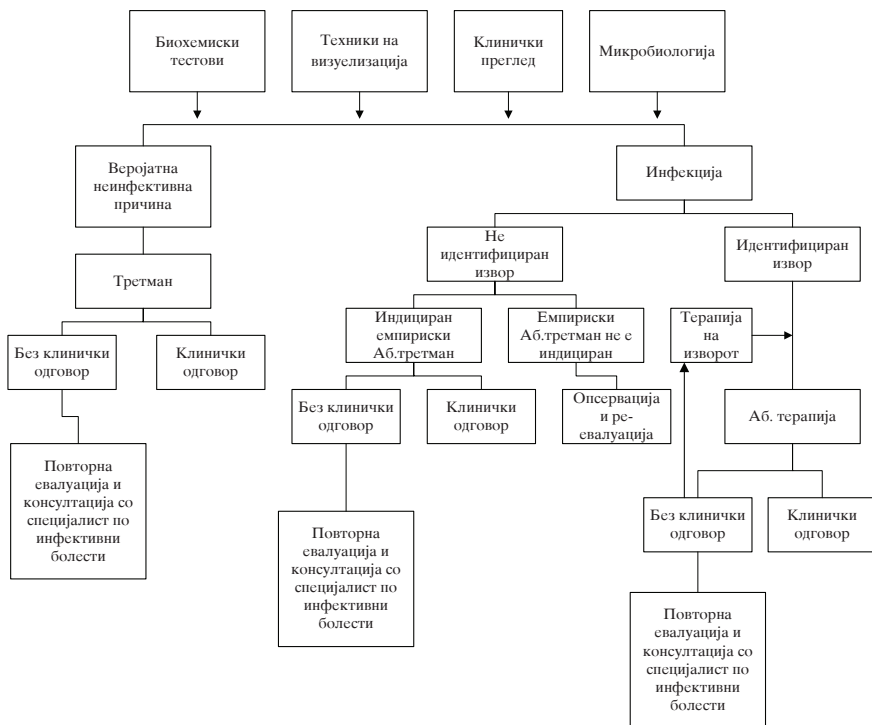 Биохемиски
тестови
Техники на
визуелизација
Клинички
преглед
Микробиологија
Веројатна
неинфективна
причина
Инфекција
Третман
Не
идентификациран
извор
Идентифициран
извор
Без клинички
одговор
Клинички
одговор
Индициран
емпириски
Аб.третман
Емпириски
Аб.третман не е
индициран
Терапија
на
изворот
Без клинички
одговор
Клинички
одговор
Опсервација
и ре-
евалуација
Аб. терапија
Повторна
евалуација и
консултација со
специјалист по
инфективни
болести
Без клинички
одговор
Клинички
одговор
Повторна
евалуација и
консултација со
специјалист по
инфективни
болести
Повторна
евалуација и
консултација со
специјалист по
инфективни
болести